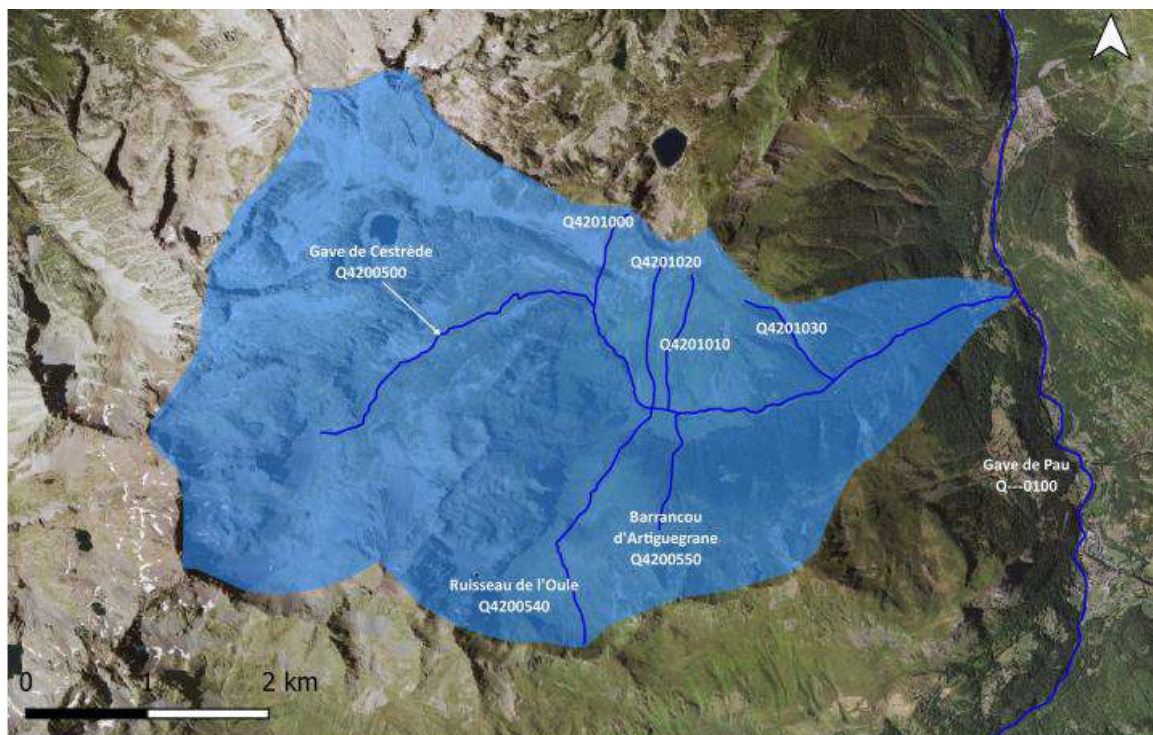 Q4201000
Gave de Cestrède
Q4200500
Q4201020
Q4201030
Q4201010
Gave de Pau
Q---0100
Barrancou
d'Artiguegrane
Q4200550
Ruisseau de l'Oule
Q4200540
0 1 2 km